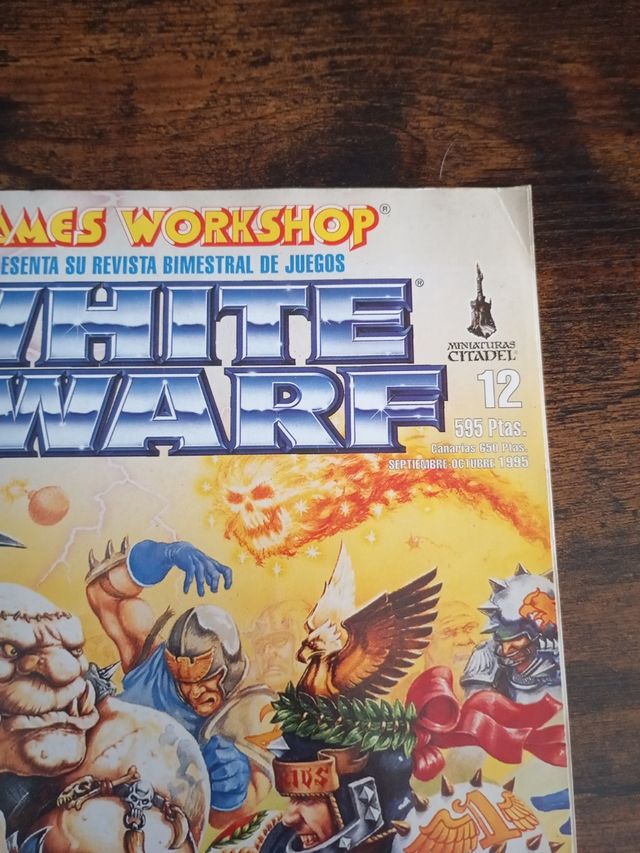 AMES WORKSHOP®
ESENTA SU REVISTA BIMESTRAL DE JUEGOS
WHITE®
WARF
MINIATURAS
CITADEL®
12
595 Ptas.
Canarias 650 Ptas.
SEPTIEMBRE-OCTUBRE 1995
1